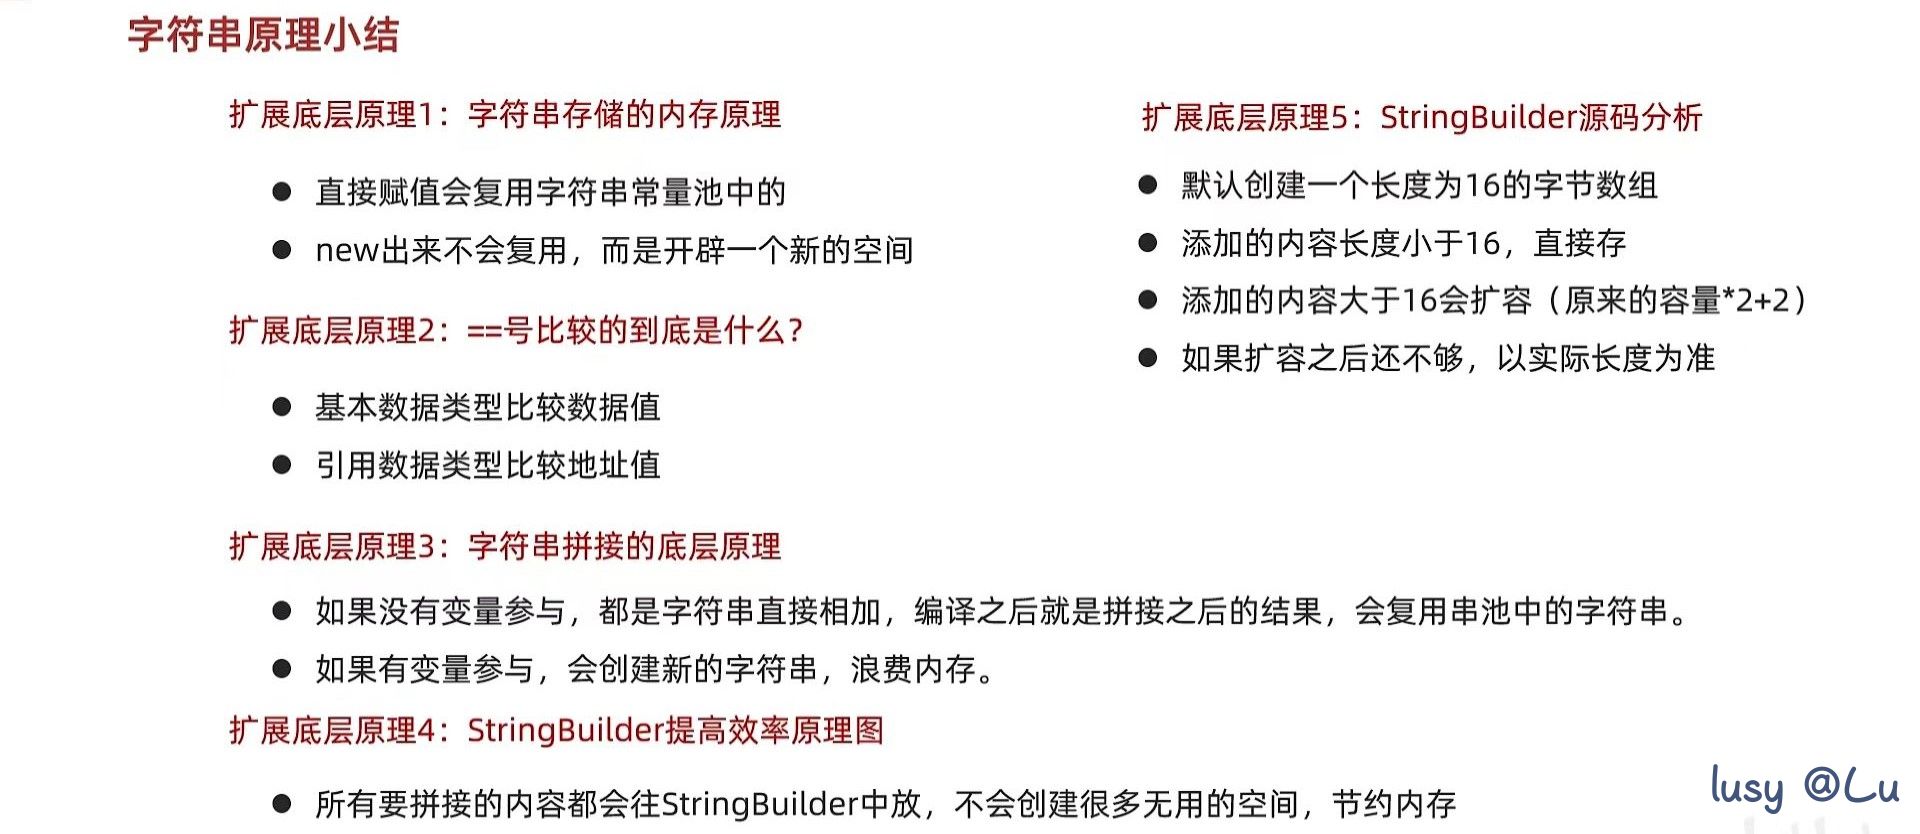 字符串原理小结
扩展底层原理1：字符串存储的内存原理
● 直接赋值会复用字符串常量池中的
● new出来不会复用，而是开辟一个新的空间
扩展底层原理2：==号比较的到底是什么？
● 基本数据类型比较数据值
● 引用数据类型比较地址值
扩展底层原理3：字符串拼接的底层原理
● 如果没有变量参与，都是字符串直接相加，编译之后就是拼接之后的结果，会复用串池中的字符串。
● 如果有变量参与，会创建新的字符串，浪费内存。
扩展底层原理4：StringBuilder提高效率原理图
● 所有要拼接的内容都会往StringBuilder中放，不会创建很多无用的空间，节约内存
扩展底层原理5：StringBuilder源码分析
● 默认创建一个长度为16的字节数组
● 添加的内容长度小于16，直接存
● 添加的内容大于16会扩容（原来的容量*2+2）
● 如果扩容之后还不够，以实际长度为准
lusy @Lu